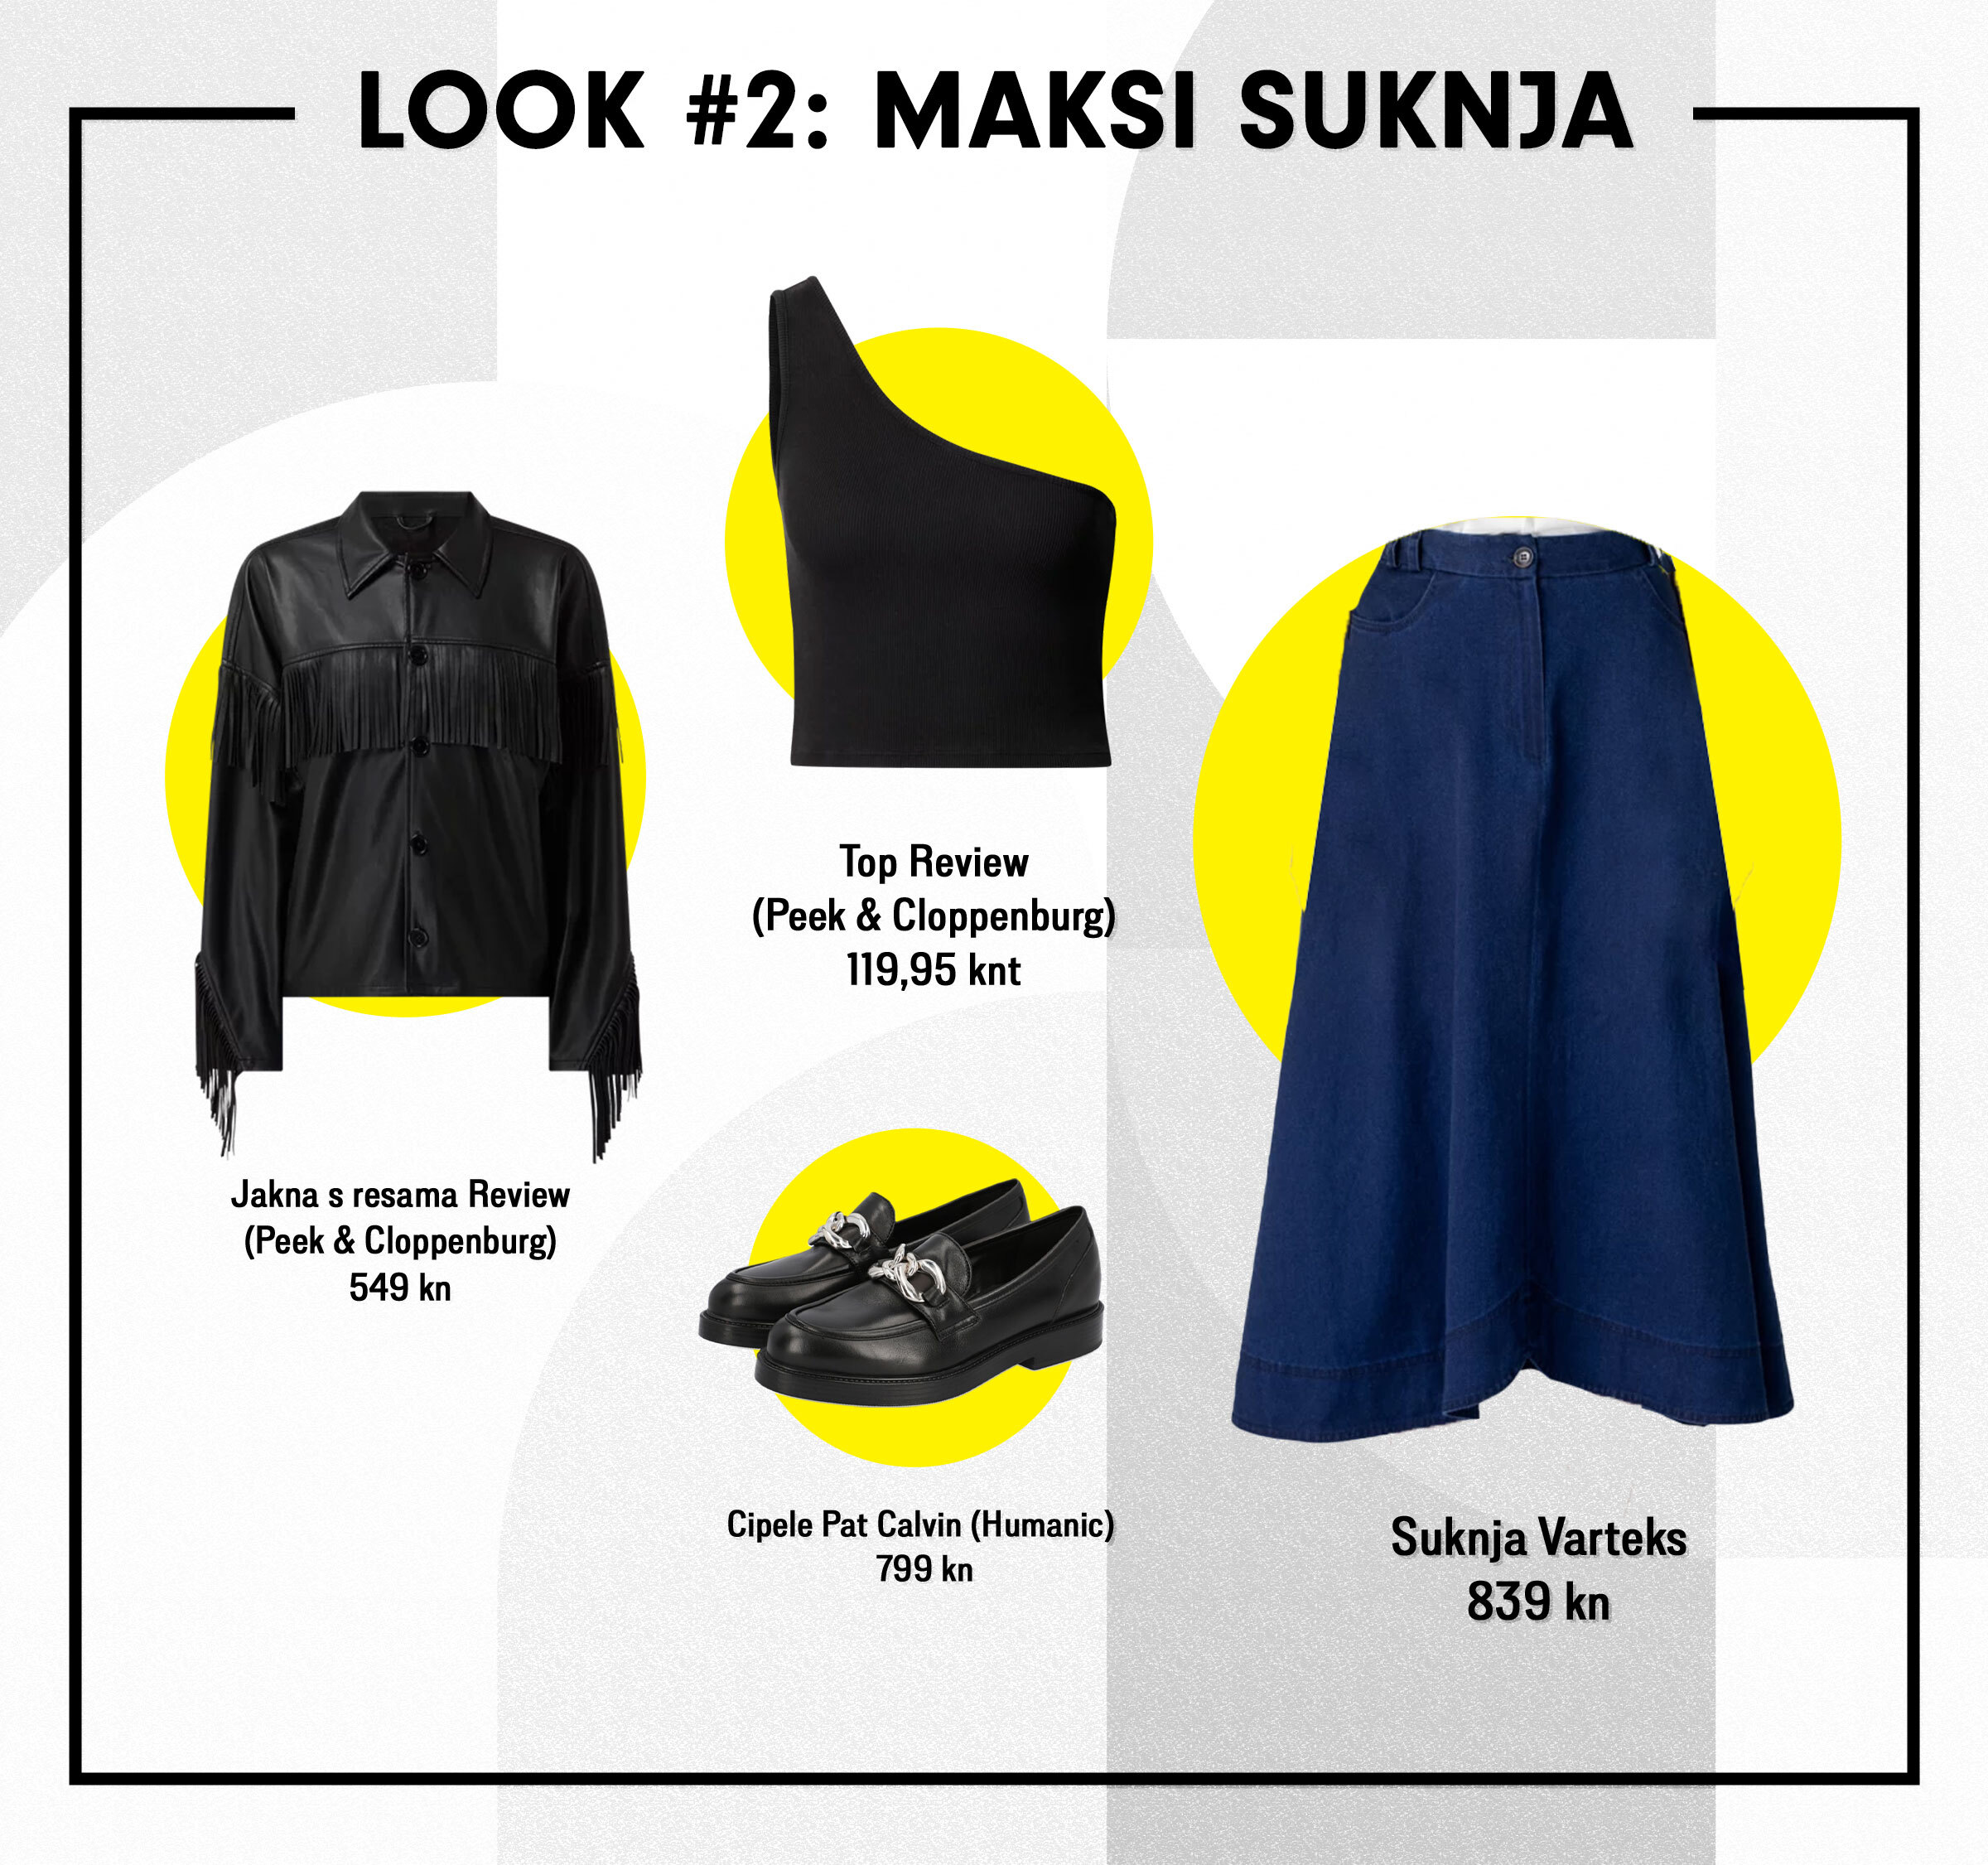 LOOK #2: MAKSI SUKNJA
Top Review
(Peek & Cloppenburg)
119,95 knt
Jakna s resama Review
(Peek & Cloppenburg)
549 kn
Cipele Pat Calvin (Humanic)
799 kn
Suknja Varteks
839 kn